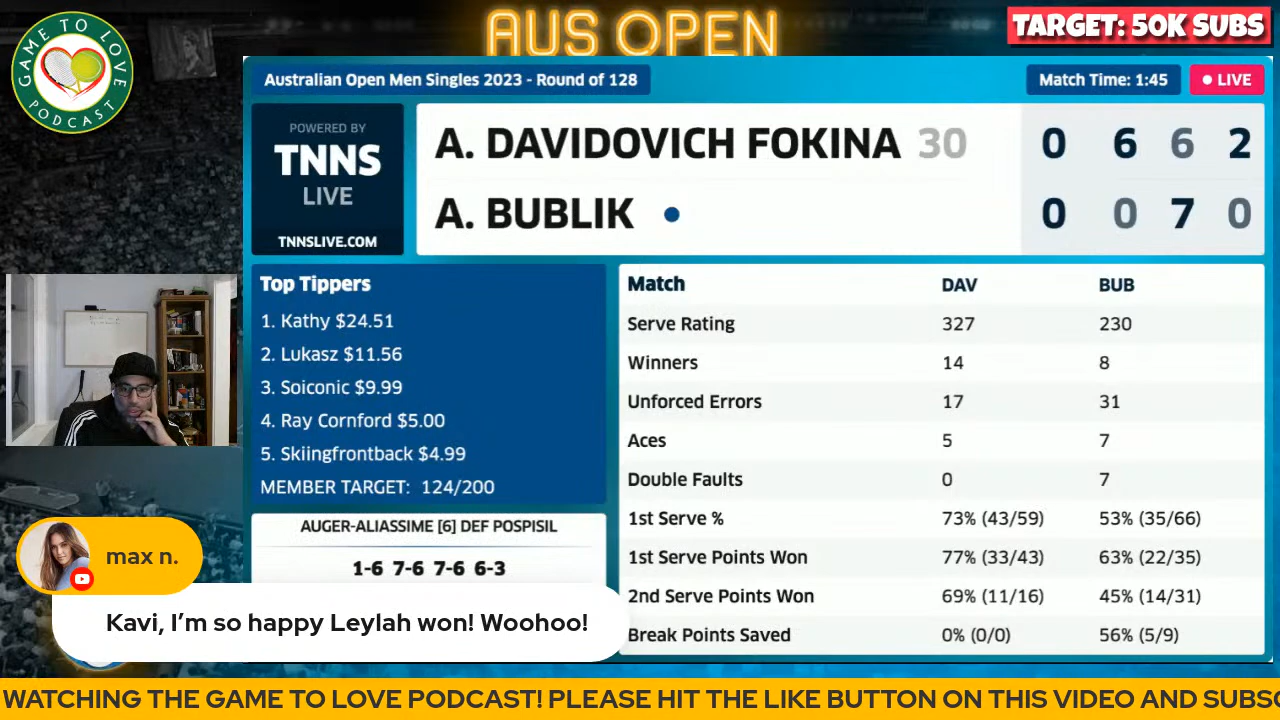 GAME TO LOVE
PODCAST
AUS OPEN
TARGET: 50K SUBS
Australian Open Men Singles 2023 - Round of 128
Match Time: 1:45
LIVE
POWERED BY
TNNS
LIVE
TNNSLIVE.COM
A. DAVIDOVICH FOKINA 30 0 6 6 2
A. BUBLIK 0 0 7 0
Top Tippers
1. Kathy $24.51
2. Lukasz $11.56
3. Soiconic $9.99
4. Ray Cornford $5.00
5. Skiingfrontback $4.99
MEMBER TARGET: 124/200
AUGER-ALIASSIME [6] DEF POSPISIL
1-6 7-6 7-6 6-3
Match DAV BUB
Serve Rating 327 230
Winners 14 8
Unforced Errors 17 31
Aces 5 7
Double Faults 0 7
1st Serve % 73% (43/59) 53% (35/66)
1st Serve Points Won 77% (33/43) 63% (22/35)
2nd Serve Points Won 69% (11/16) 45% (14/31)
Break Points Saved 0% (0/0) 56% (5/9)
max n.
Kavi, I'm so happy Leylah won! Woohoo!
WATCHING THE GAME TO LOVE PODCAST! PLEASE HIT THE LIKE BUTTON ON THIS VIDEO AND SUBSC